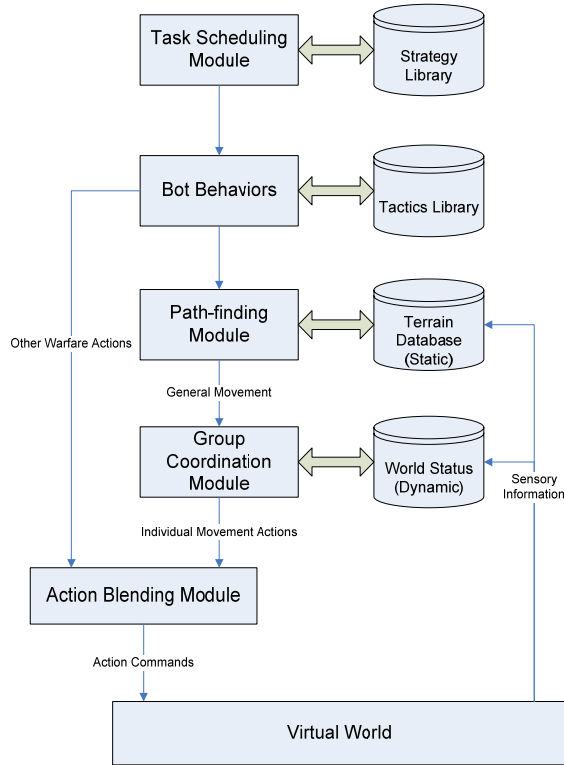 Task Scheduling
Module
Strategy
Library
Bot Behaviors
Tactics Library
Path-finding
Module
Terrain
Database
(Static)
Other Warfare Actions
General Movement
Group
Coordination
Module
World Status
(Dynamic)
Sensory
Information
Individual Movement Actions
Action Blending Module
Action Commands
Virtual World